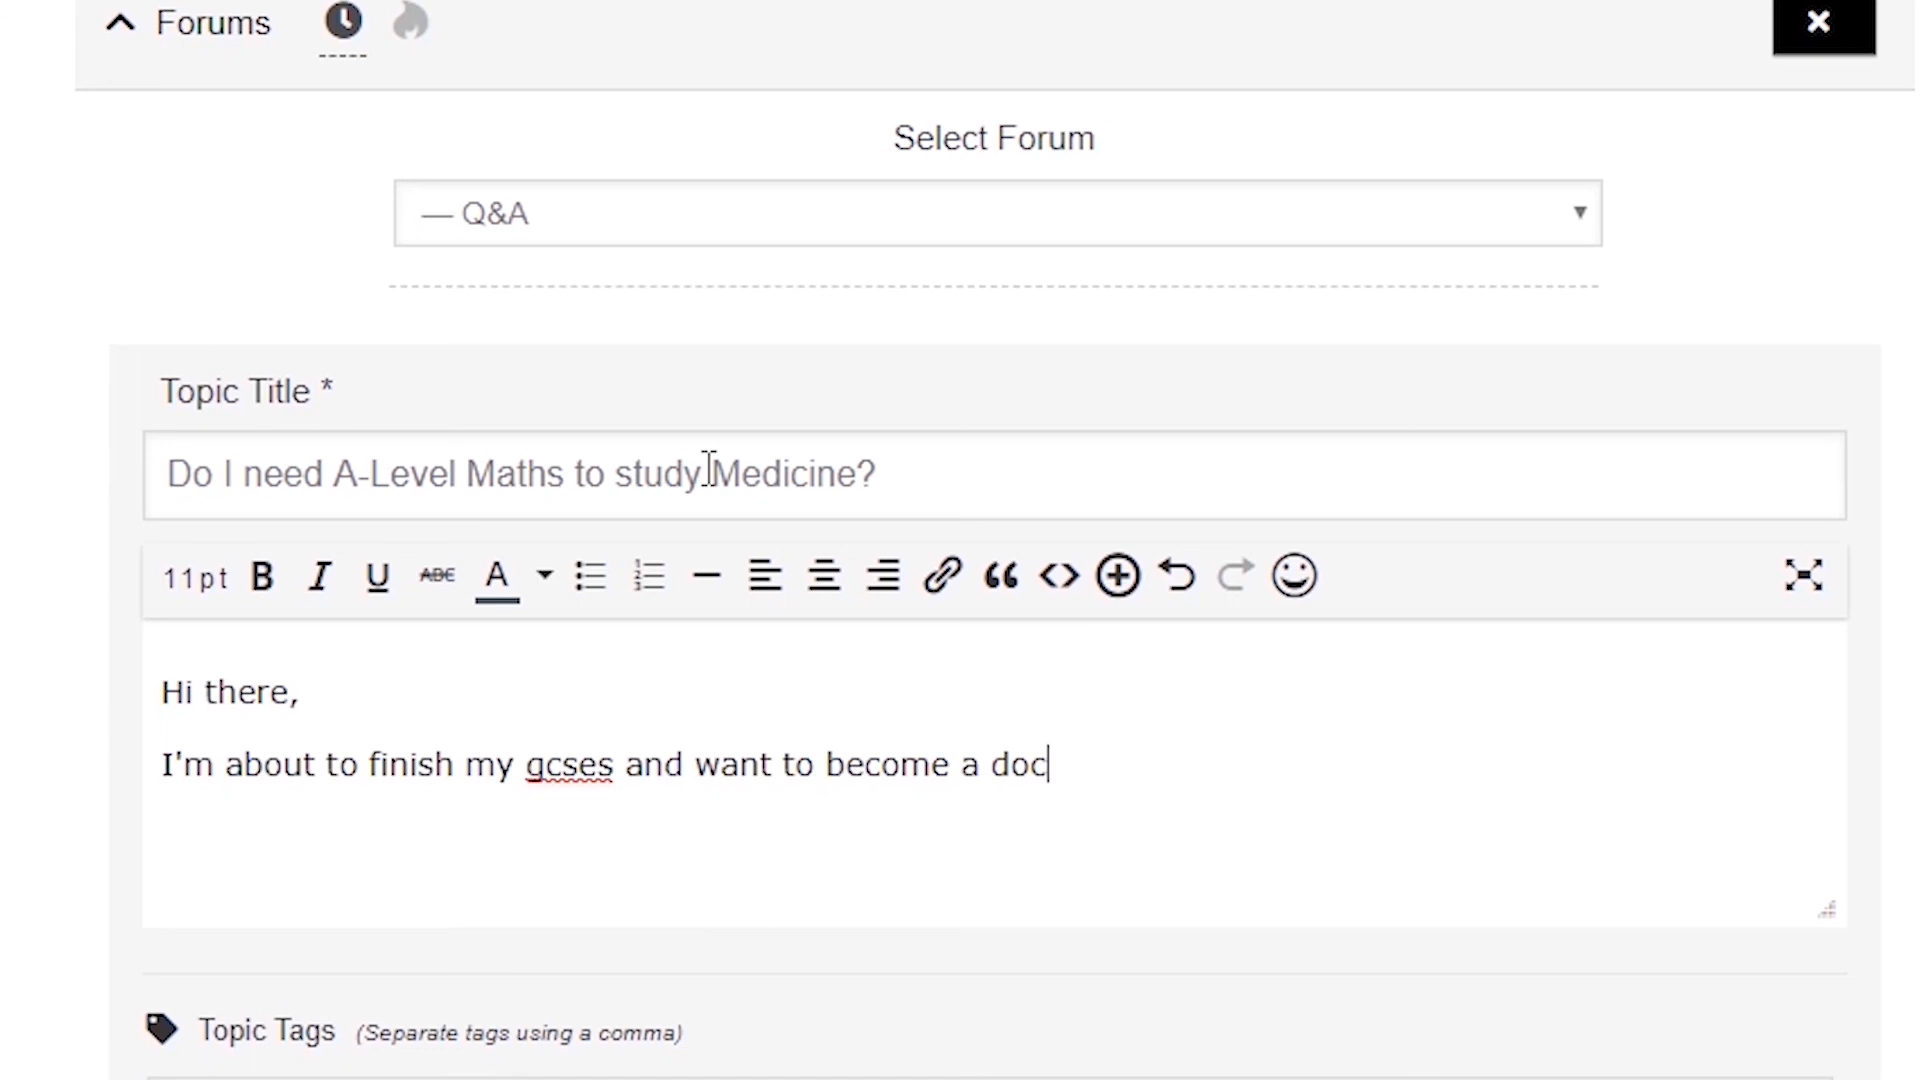 Forums
Select Forum
— Q&A
Topic Title *
Do I need A-Level Maths to study Medicine?
11pt B I U ABC A
Hi there,
I'm about to finish my gcses and want to become a doc
Topic Tags (Separate tags using a comma)